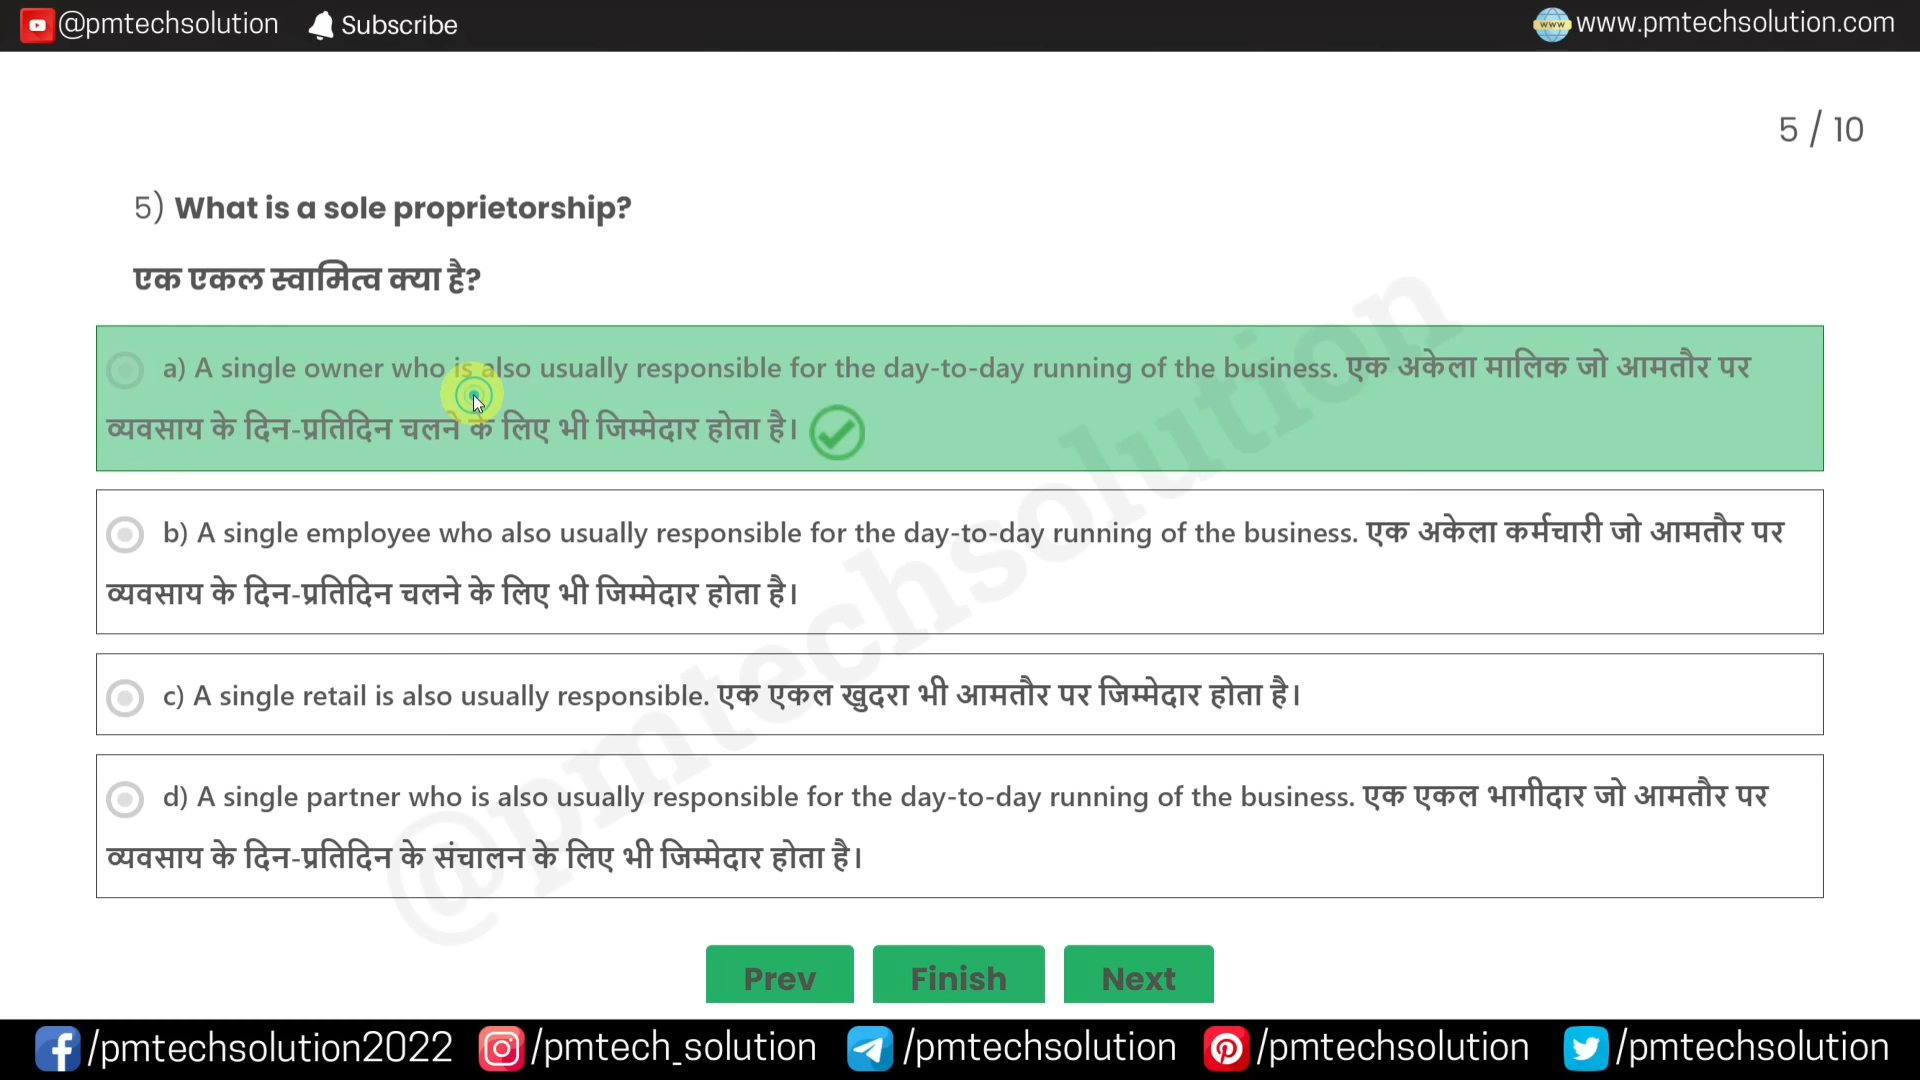 @pmtechsolution Subscribe www.pmtechsolution.com
5 / 10
5) What is a sole proprietorship?
एक एकल स्वामित्व क्या है?
a) A single owner who is also usually responsible for the day-to-day running of the business. एक अकेला मालिक जो आमतौर पर
व्यवसाय के दिन-प्रतिदिन चलने के लिए भी जिम्मेदार होता है।
b) A single employee who also usually responsible for the day-to-day running of the business. एक अकेला कर्मचारी जो आमतौर पर
व्यवसाय के दिन-प्रतिदिन चलने के लिए भी जिम्मेदार होता है।
c) A single retail is also usually responsible. एक एकल खुदरा भी आमतौर पर जिम्मेदार होता है।
d) A single partner who is also usually responsible for the day-to-day running of the business. एक एकल भागीदार जो आमतौर पर
व्यवसाय के दिन-प्रतिदिन के संचालन के लिए भी जिम्मेदार होता है।
@pmtechsolution
Prev Finish Next
/pmtechsolution2022 /pmtech_solution /pmtechsolution /pmtechsolution /pmtechsolution